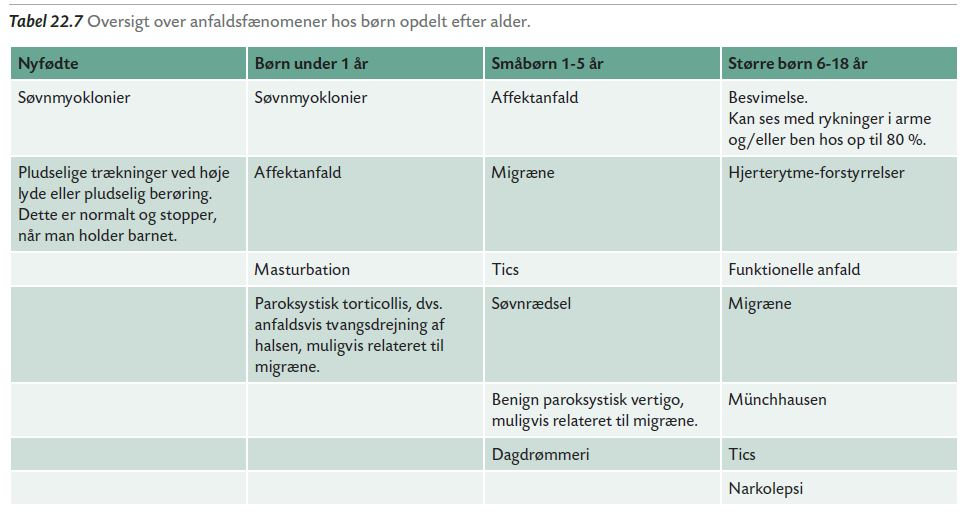 Tabel 22.7 Oversigt over anfaldsfænomener hos børn opdelt efter alder.
Nyfødte
Børn under 1 år
Småbørn 1-5 år
Større børn 6-18 år
Søvnmyoklonier
Søvnmyoklonier
Affektanfald
Besvimelse.
Kan ses med rykninger i arme
og/eller ben hos op til 80 %.
Pludselige trækninger ved høje
lyde eller pludselig berøring.
Dette er normalt og stopper,
når man holder barnet.
Affektanfald
Migræne
Hjerterytme-forstyrrelser
Masturbation
Tics
Funktionelle anfald
Paroksystisk torticollis, dvs.
anfaldsvis tvangsdrejning af
halsen, muligvis relateret til
migræne.
Søvnrædsel
Migræne
Benign paroksystisk vertigo,
muligvis relateret til migræne.
Münchhausen
Dagdrømmeri
Tics
Narkolepsi